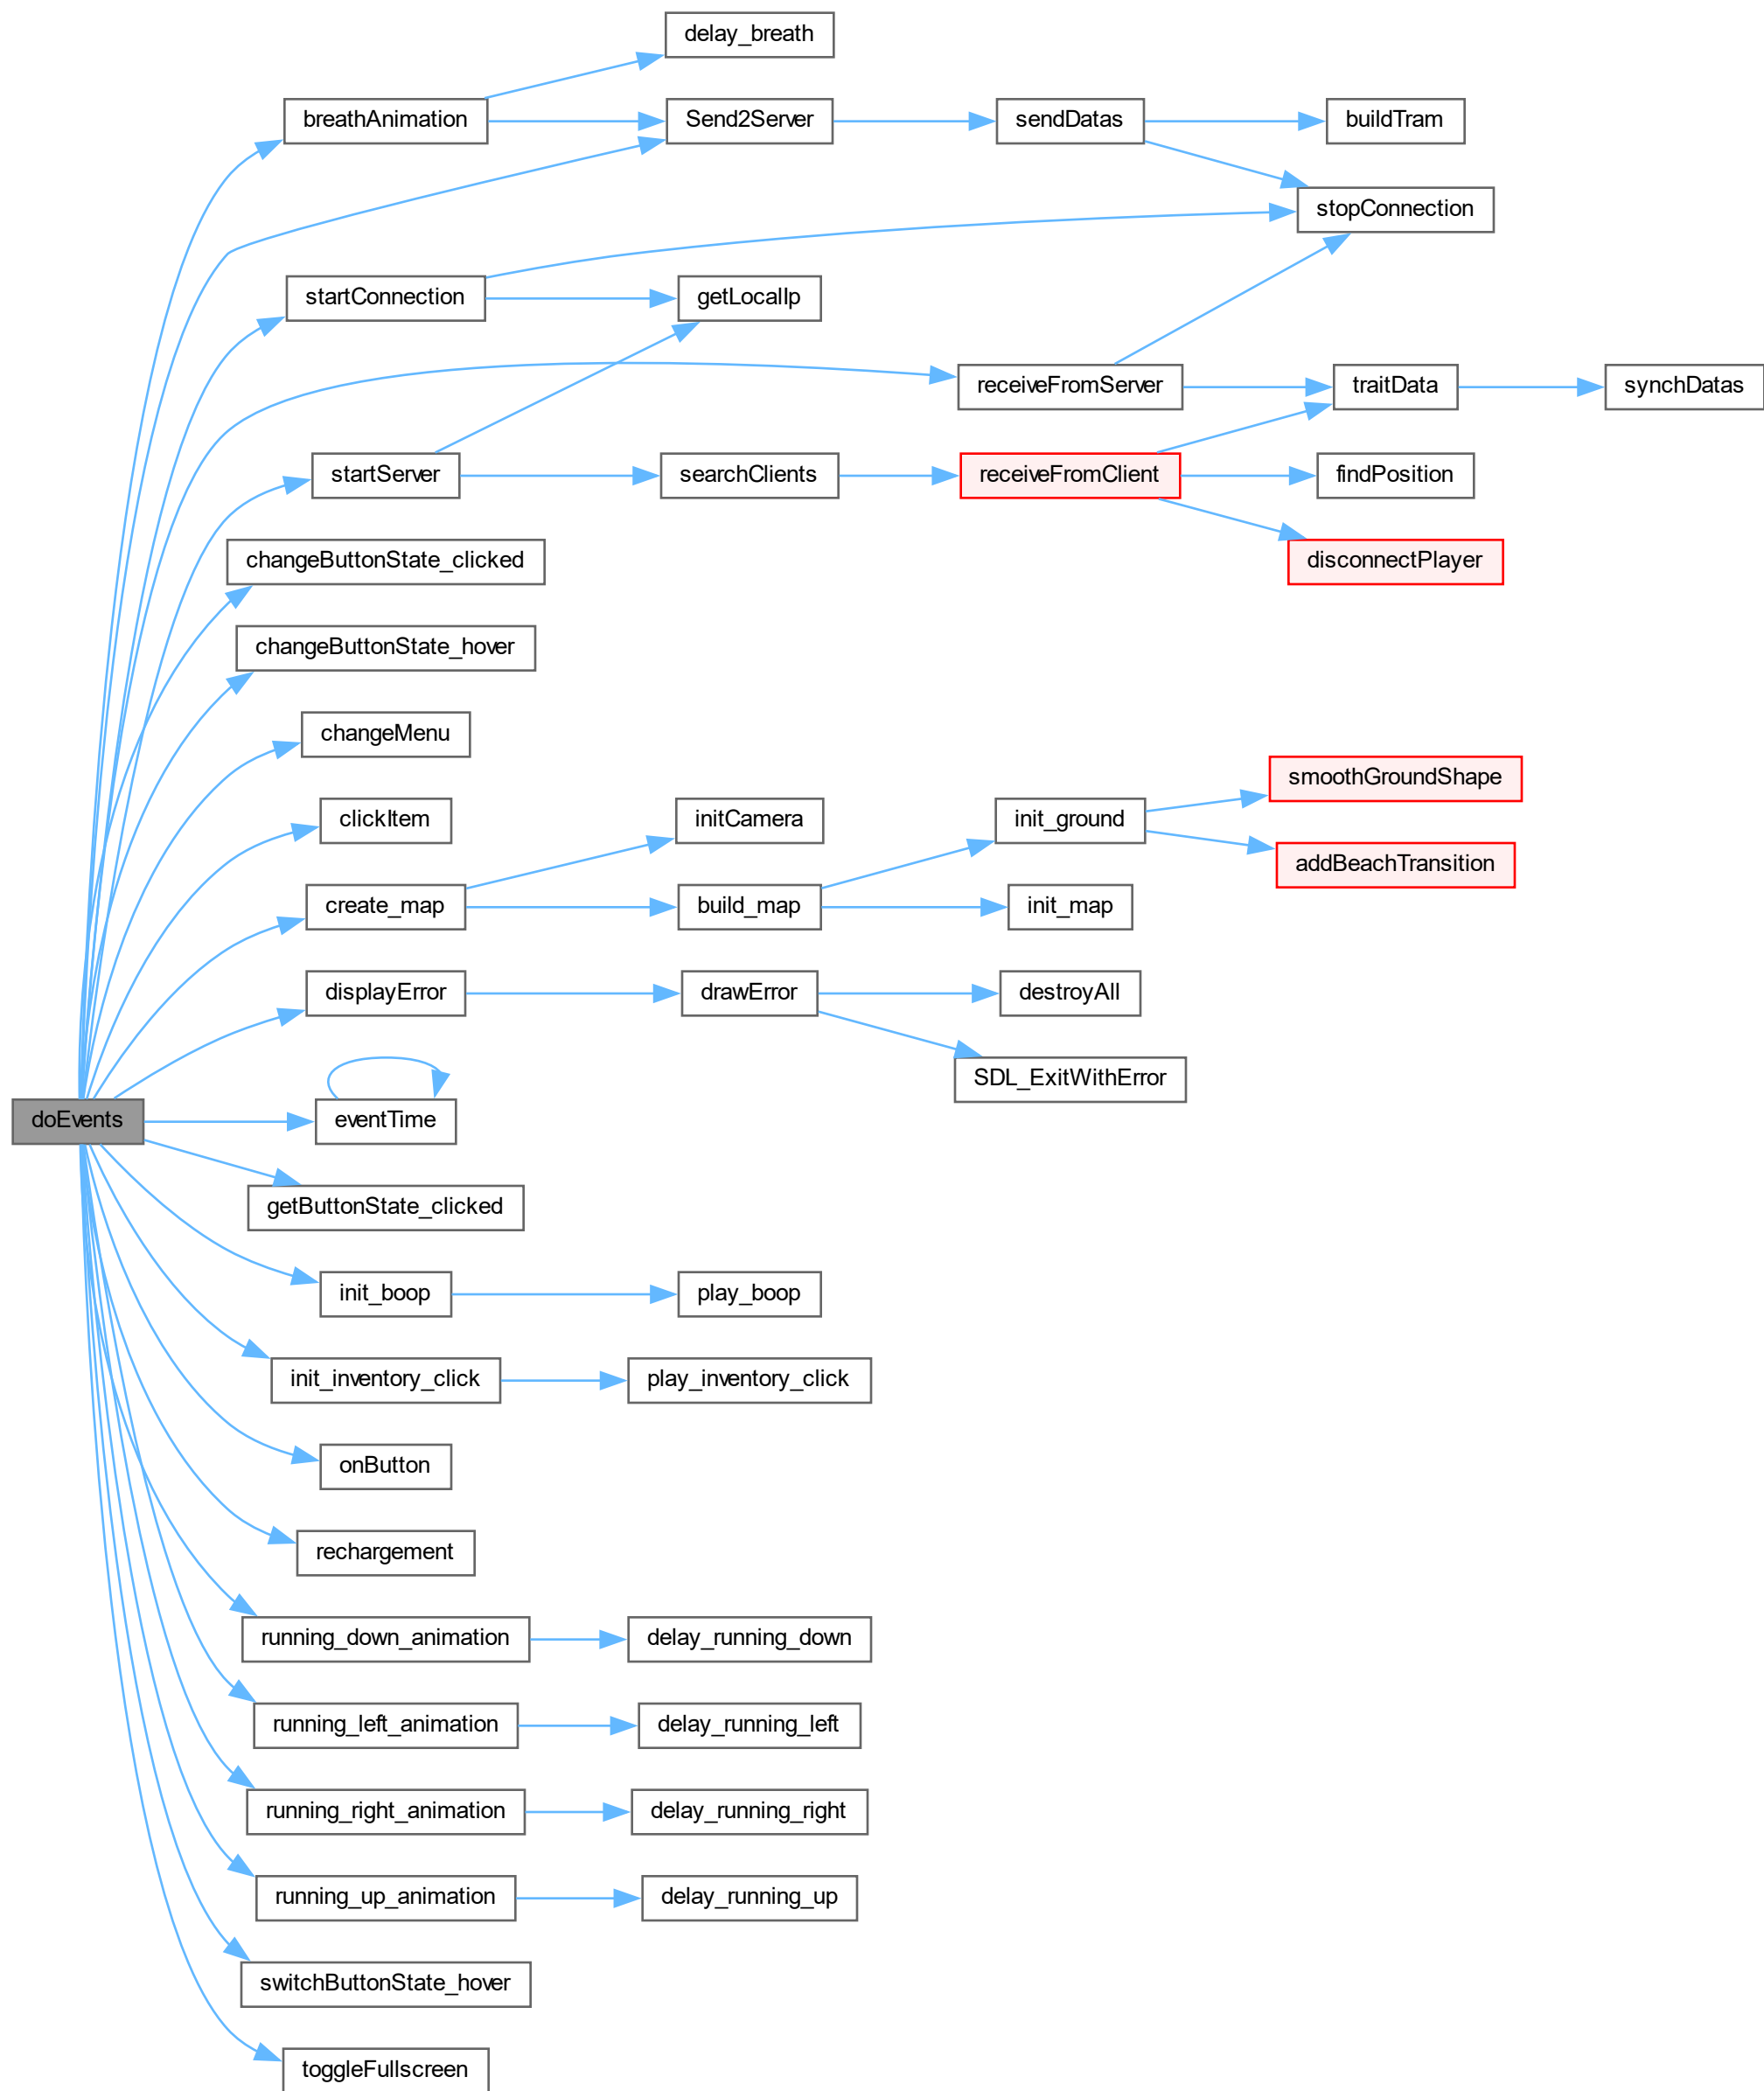 delay_breath
breathAnimation
Send2Server
sendDatas
buildTram
stopConnection
startConnection
getLocalIp
receiveFromServer
traitData
synchDatas
startServer
searchClients
receiveFromClient
findPosition
changeButtonState_clicked
disconnectPlayer
changeButtonState_hover
changeMenu
smoothGroundShape
clickItem
initCamera
init_ground
addBeachTransition
create_map
build_map
init_map
displayError
drawError
destroyAll
SDL_ExitWithError
doEvents
eventTime
getButtonState_clicked
init_boop
play_boop
init_inventory_click
play_inventory_click
onButton
rechargement
running_down_animation
delay_running_down
running_left_animation
delay_running_left
running_right_animation
delay_running_right
running_up_animation
delay_running_up
switchButtonState_hover
toggleFullscreen